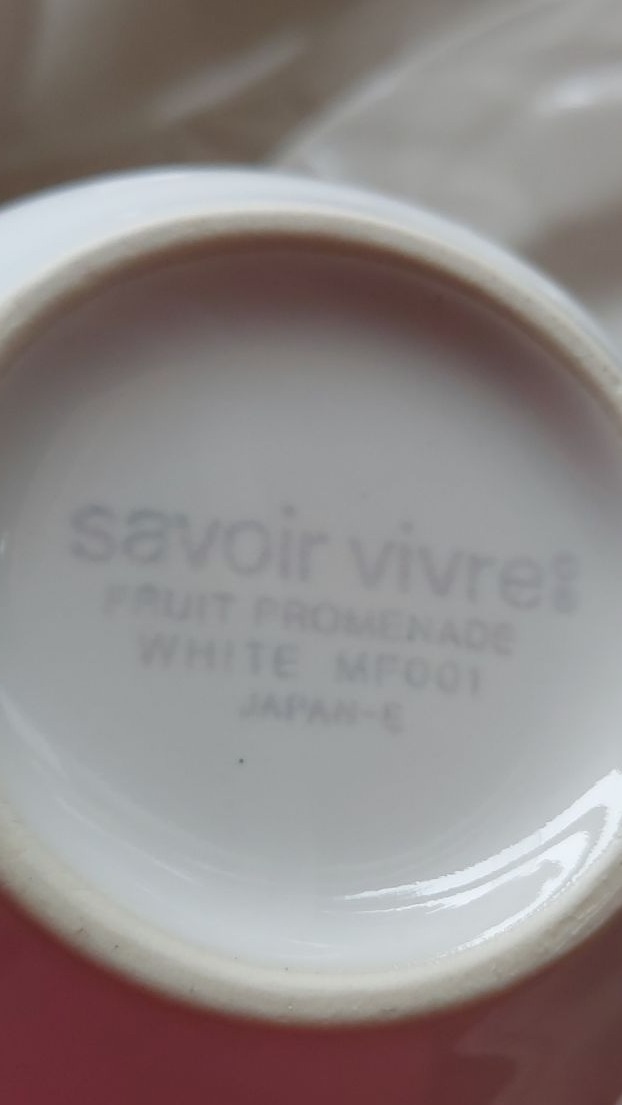 savoir vivre
FRUIT PROMENADE
WHITE MF001
JAPAN-E